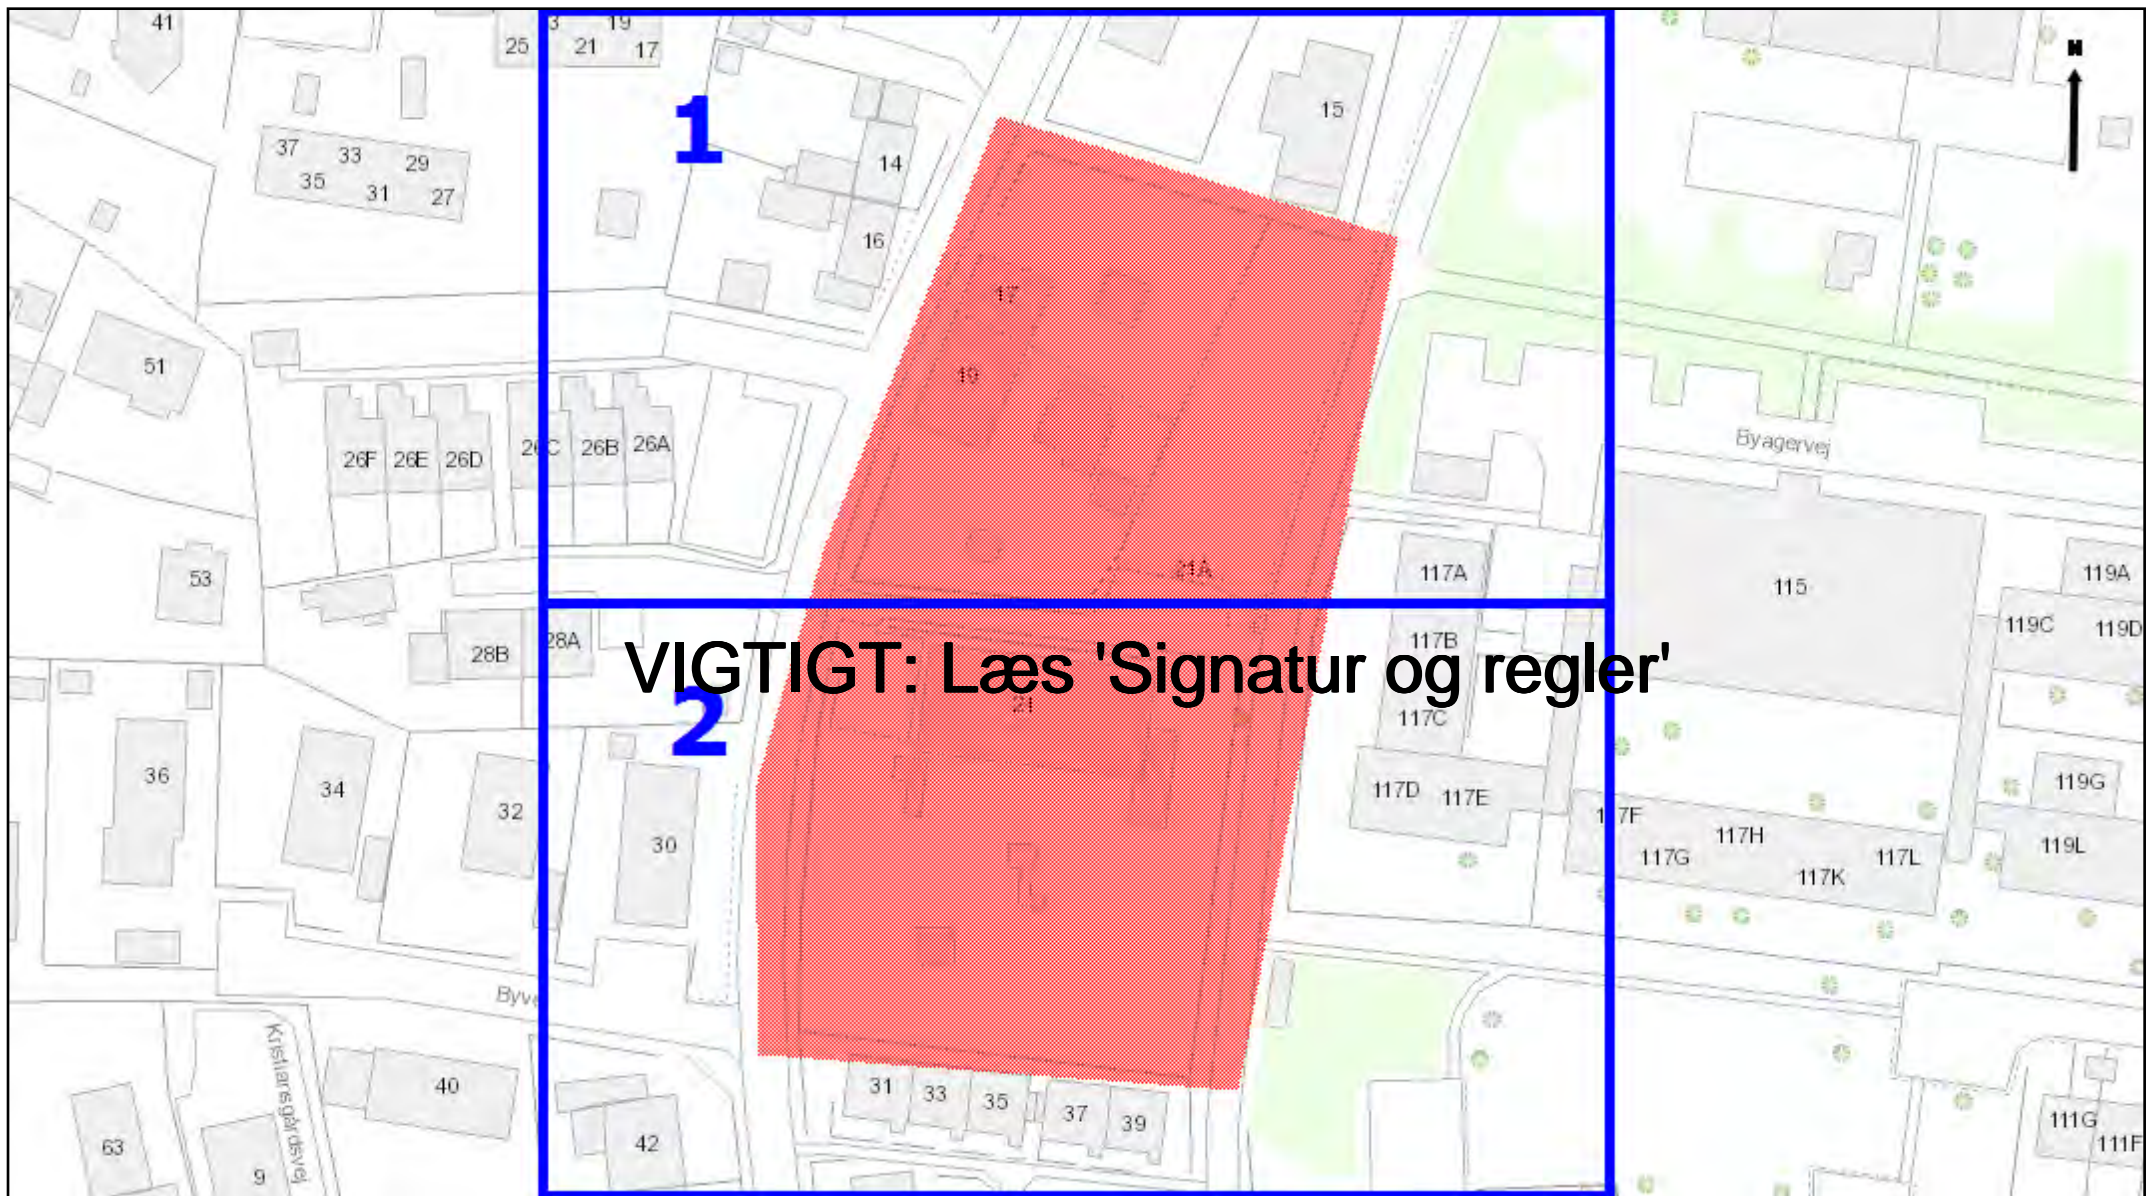 41
25
3
19
21
17
N
1
15
37
33
29
35
31
27
14
16
17
51
19
Byagervej
26F
26E
26D
26C
26B
26A
53
21A
117A
115
119A
28B
28A
117B
119C
119D
VIGTIGT: Læs 'Signatur og regler'
2
21
117C
36
34
32
30
117D
117E
119G
117F
117G
117H
117K
117L
119L
Byve
Kristiansgårdsvej
40
31
33
35
37
39
63
9
42
111G
111F